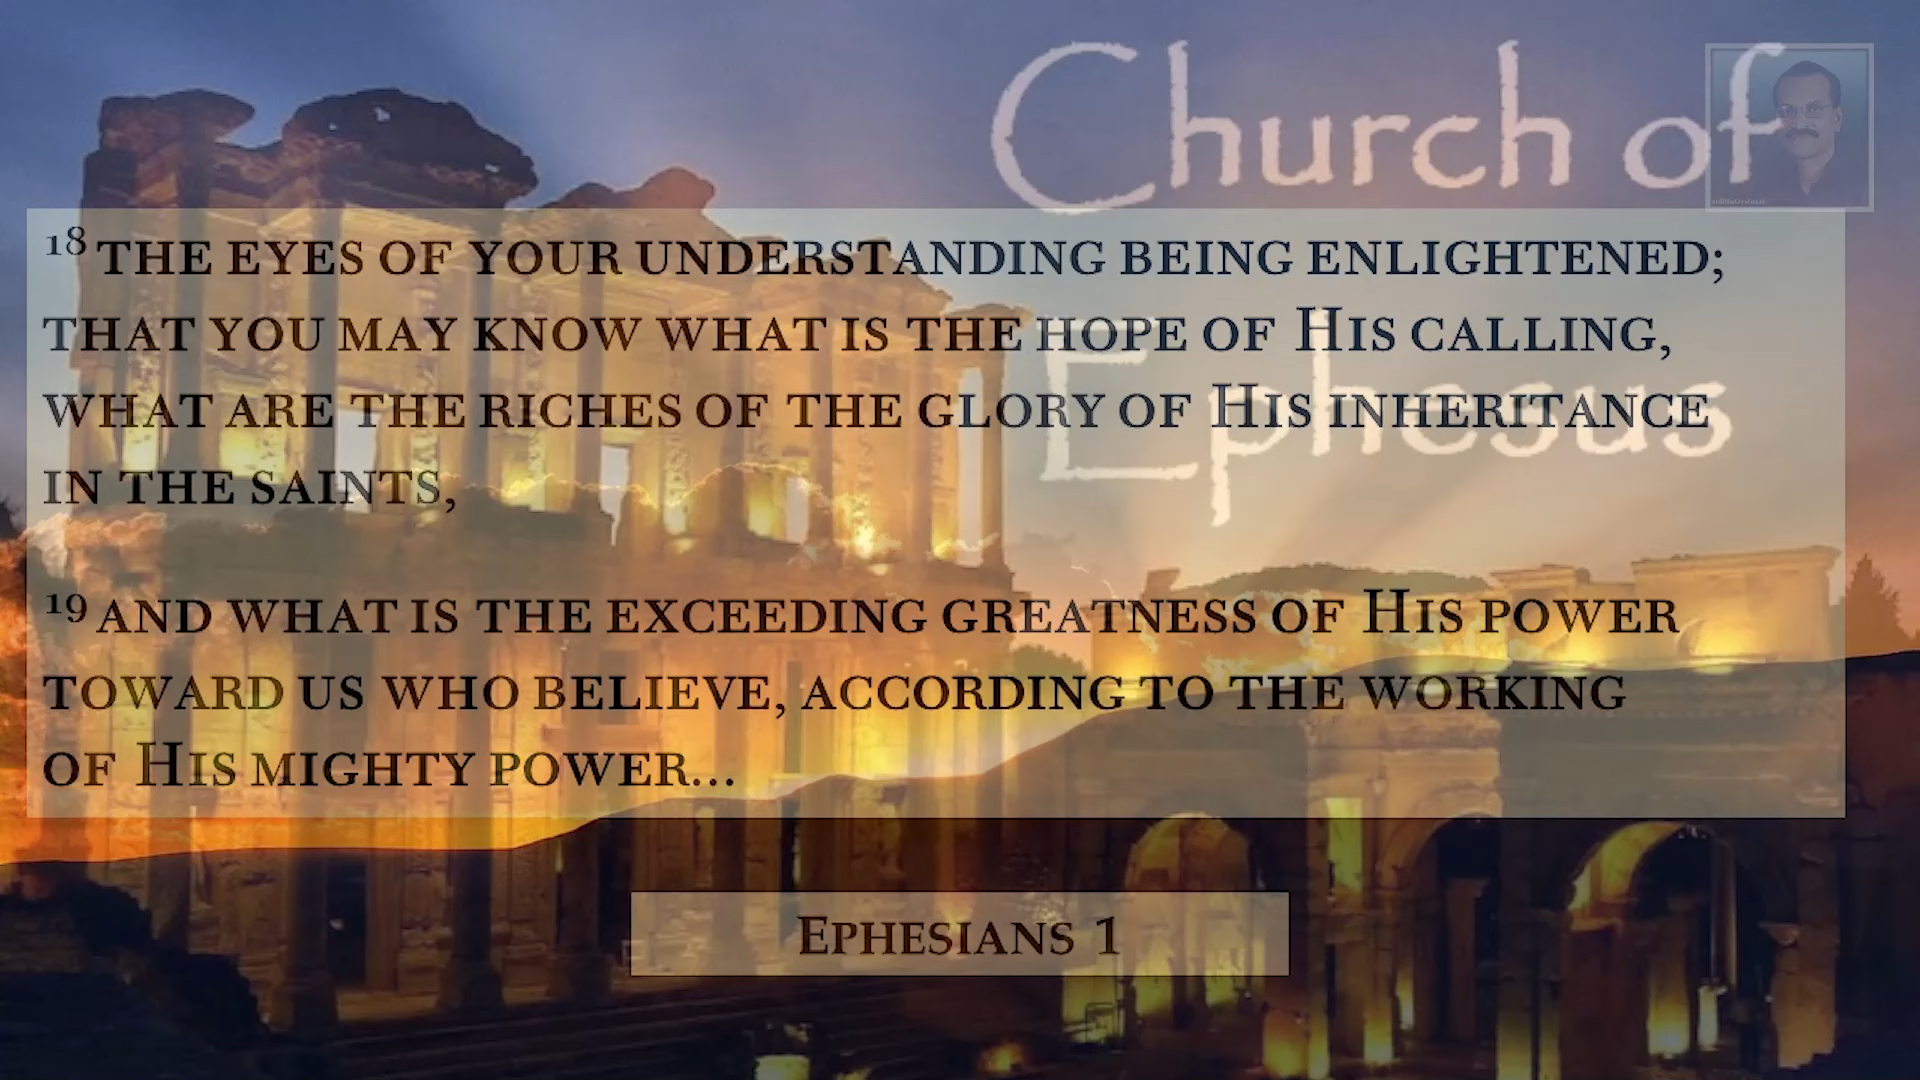 Church of
Ephesus
18 THE EYES OF YOUR UNDERSTANDING BEING ENLIGHTENED;
THAT YOU MAY KNOW WHAT IS THE HOPE OF HIS CALLING,
WHAT ARE THE RICHES OF THE GLORY OF HIS INHERITANCE
IN THE SAINTS,
19 AND WHAT IS THE EXCEEDING GREATNESS OF HIS POWER
TOWARD US WHO BELIEVE, ACCORDING TO THE WORKING
OF HIS MIGHTY POWER...
EPHESIANS 1